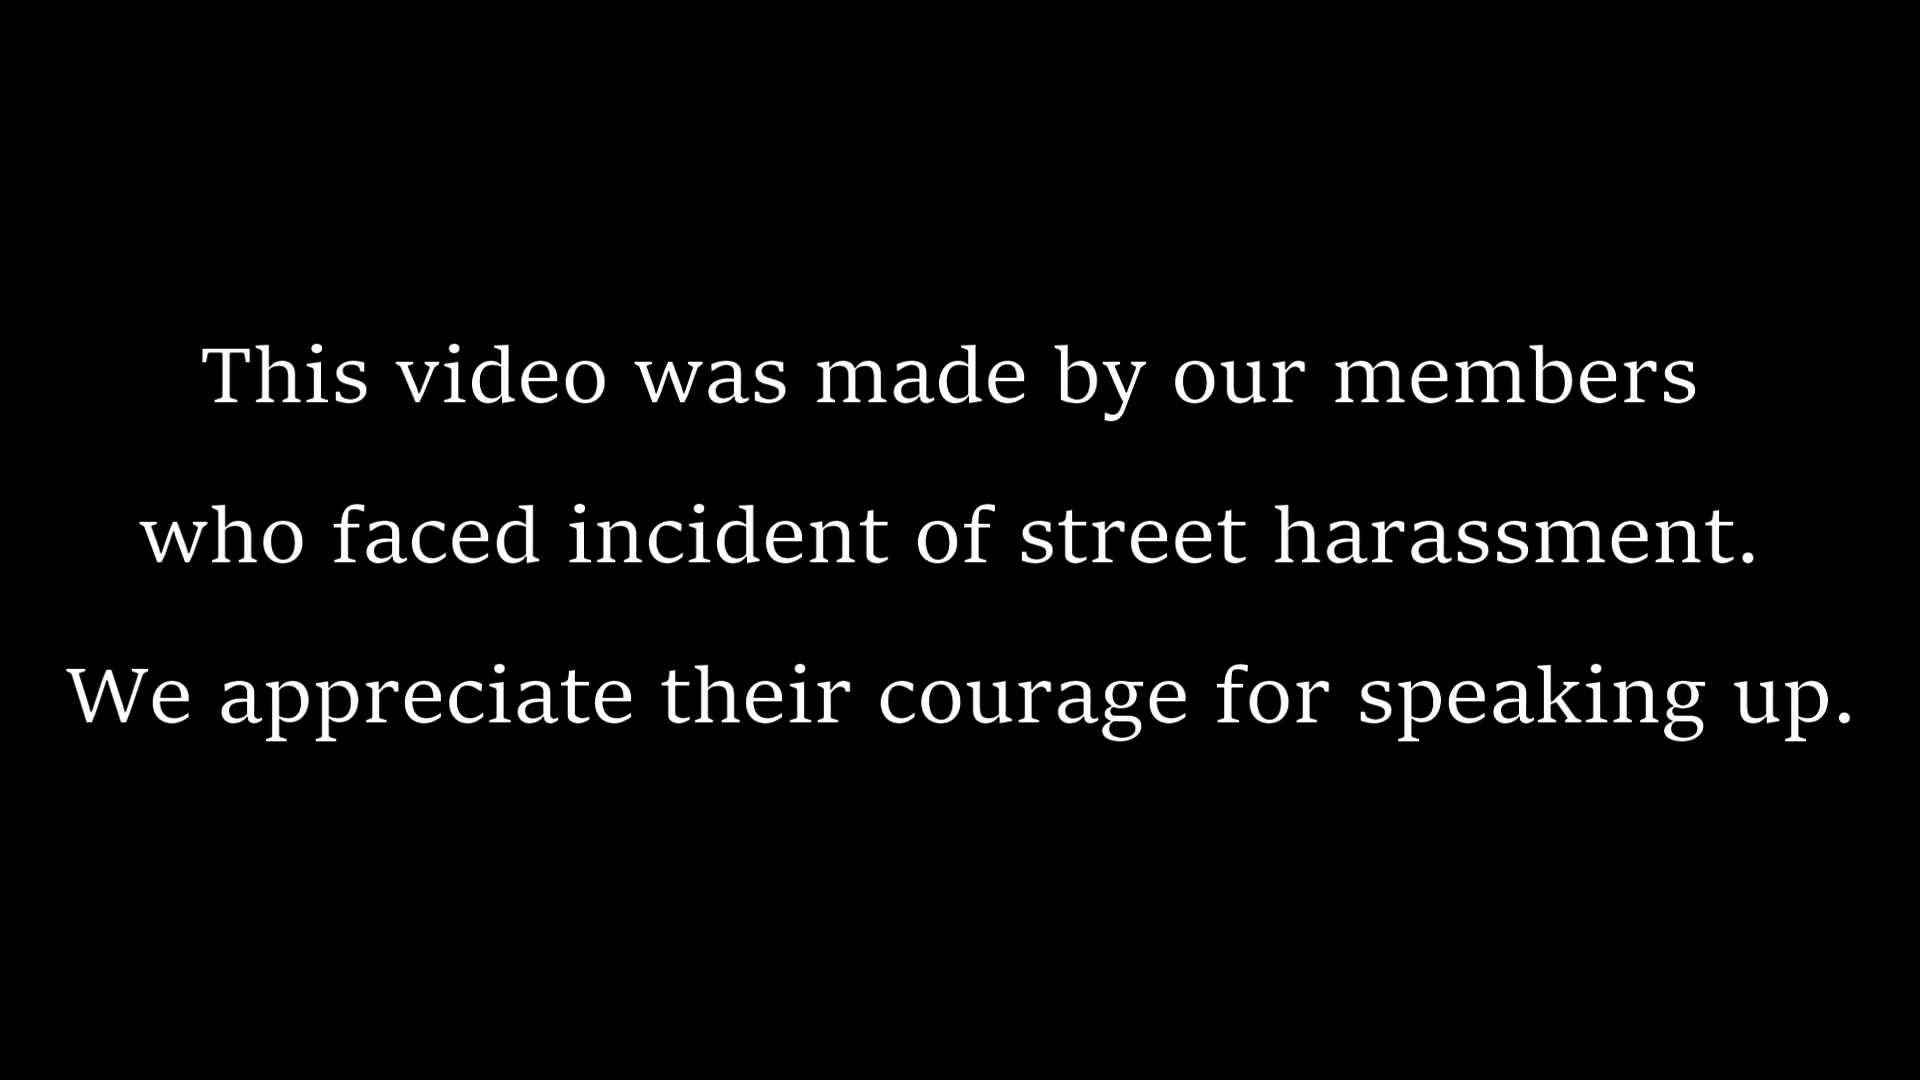 This video was made by our members
who faced incident of street harassment.
We appreciate their courage for speaking up.